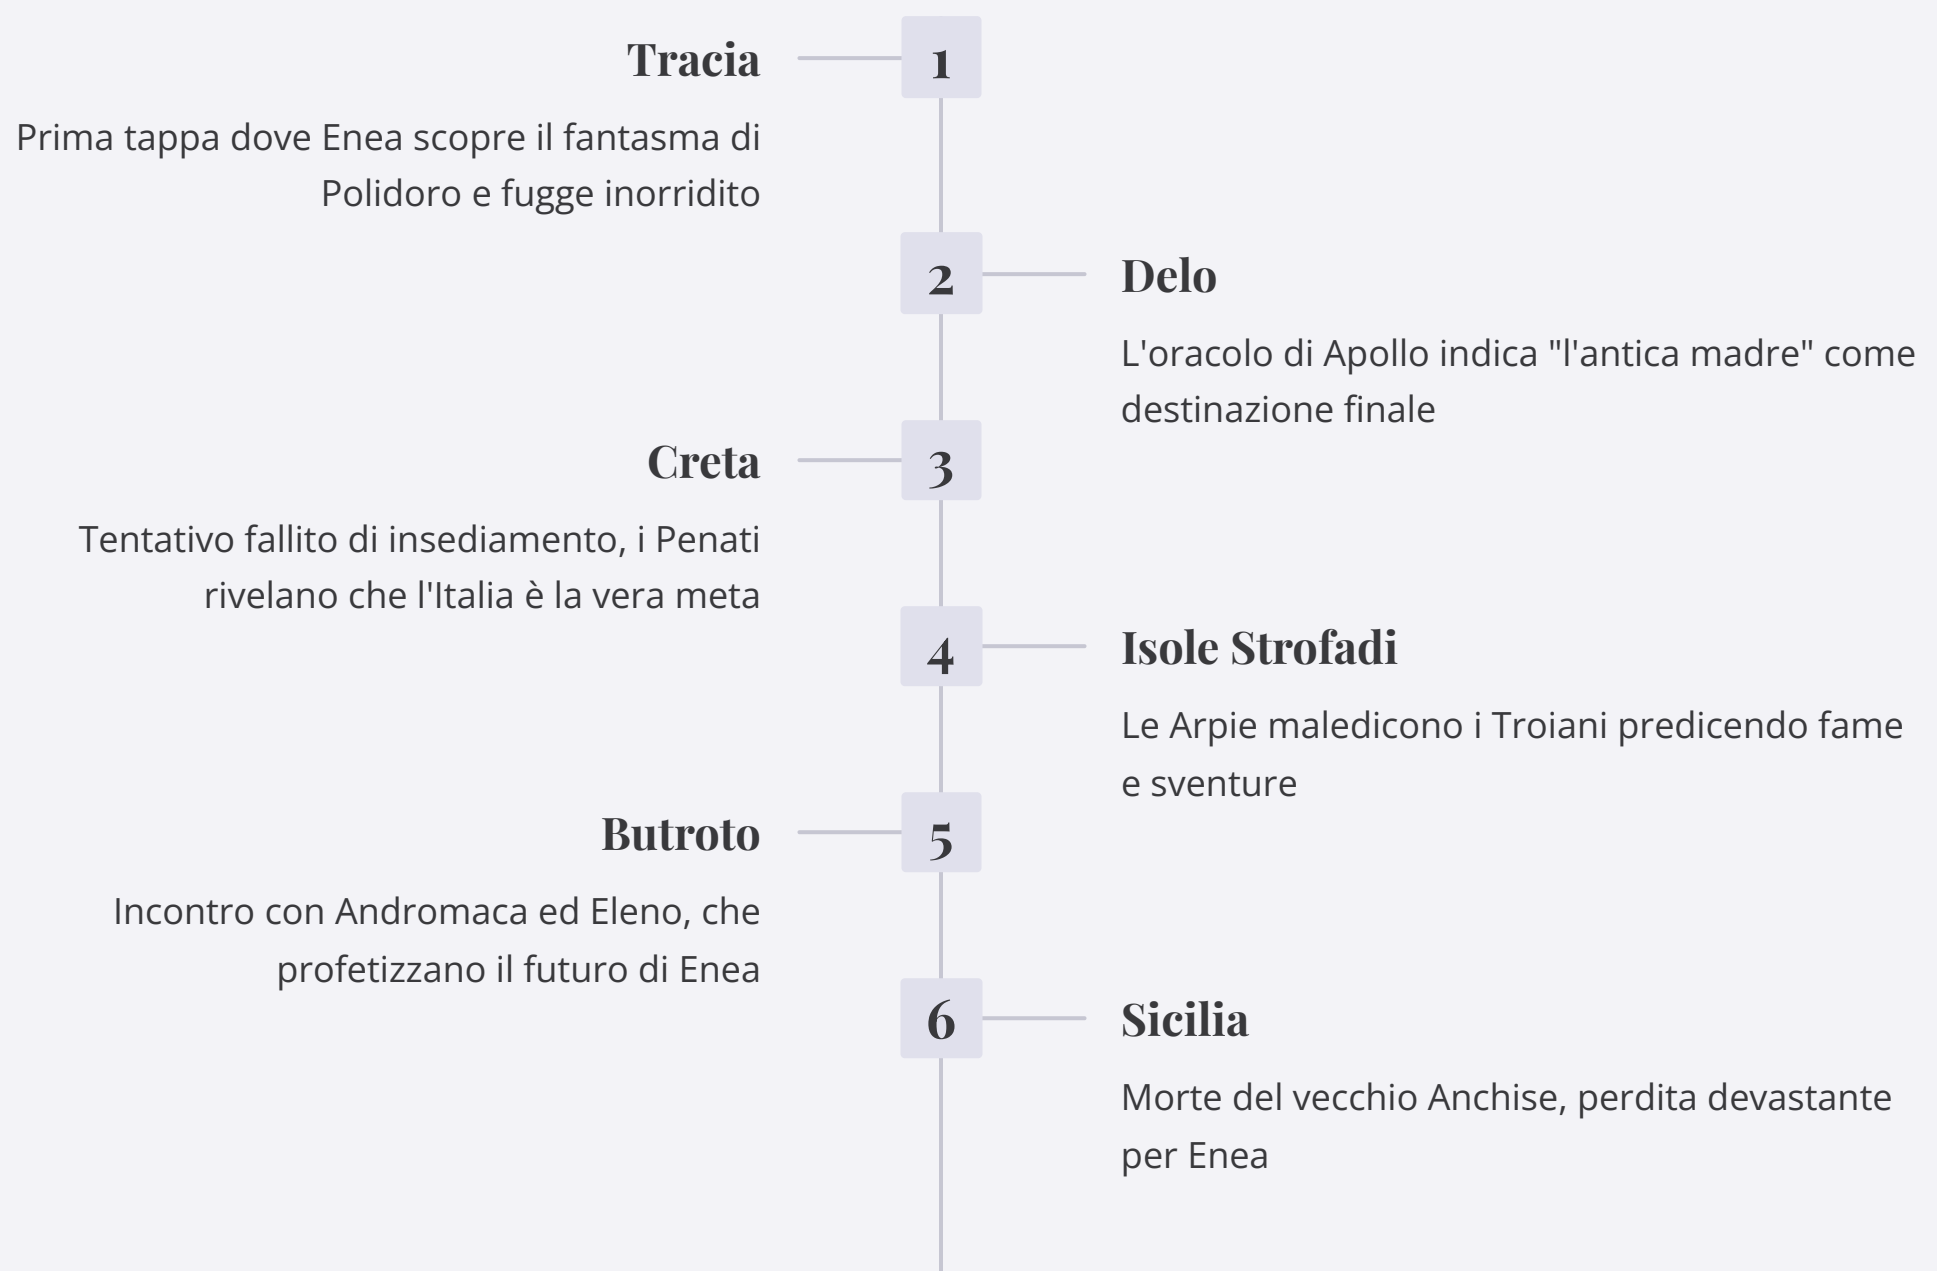 Tracia
1
Prima tappa dove Enea scopre il fantasma di
Polidoro e fugge inorridito
2
Delo
L'oracolo di Apollo indica "l'antica madre" come
destinazione finale
Creta
3
Tentativo fallito di insediamento, i Penati
rivelano che l'Italia è la vera meta
4
Isole Strofadi
Le Arpie maledicono i Troiani predicendo fame
e sventure
Butroto
5
Incontro con Andromaca ed Eleno, che
profetizzano il futuro di Enea
6
Sicilia
Morte del vecchio Anchise, perdita devastante
per Enea